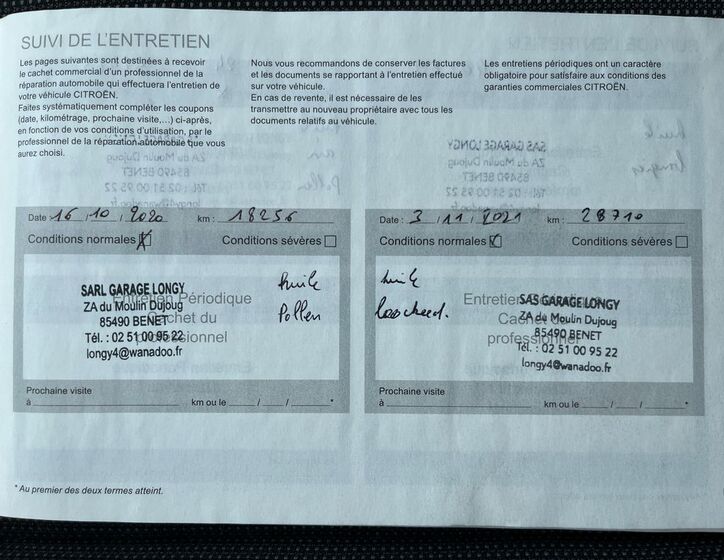 SUIVI DE L'ENTRETIEN
Les pages suivantes sont destinées à recevoir
le cachet commercial d'un professionnel de la
réparation automobile qui effectuera l'entretien de
votre véhicule CITROËN.
Faites systématiquement compléter les coupons
(date, kilométrage, prochaine visite,...) ci-après,
en fonction de vos conditions d'utilisation, par le
professionnel de la réparation automobile que vous
aurez choisi.
Nous vous recommandons de conserver les factures
et les documents se rapportant à l'entretien effectué
sur votre véhicule.
En cas de revente, il est nécessaire de les
transmettre au nouveau propriétaire avec tous les
documents relatifs au véhicule.
Les entretiens périodiques ont un caractère
obligatoire pour satisfaire aux conditions des
garanties commerciales CITROËN.
Date : 16 / 10 / 2020 km : 18256
Conditions normales Conditions sévères
Entretien Périodique
Cachet du
professionnel
SARL GARAGE LONGY
ZA du Moulin Dujoug
85490 BENET
Tél. : 02 51 00 95 22
longy4@wanadoo.fr
huile
Pollen
Prochaine visite
à km ou le / / *
Date : 3 / 11 / 2021 km : 28710
Conditions normales Conditions sévères
huile
Entretien
Cachet
professionnel
SAS GARAGE LONGY
ZA du Moulin Dujoug
85490 BENET
Tél. : 02 51 00 95 22
longy4@wanadoo.fr
Prochaine visite
à km ou le / / *
* Au premier des deux termes atteint.